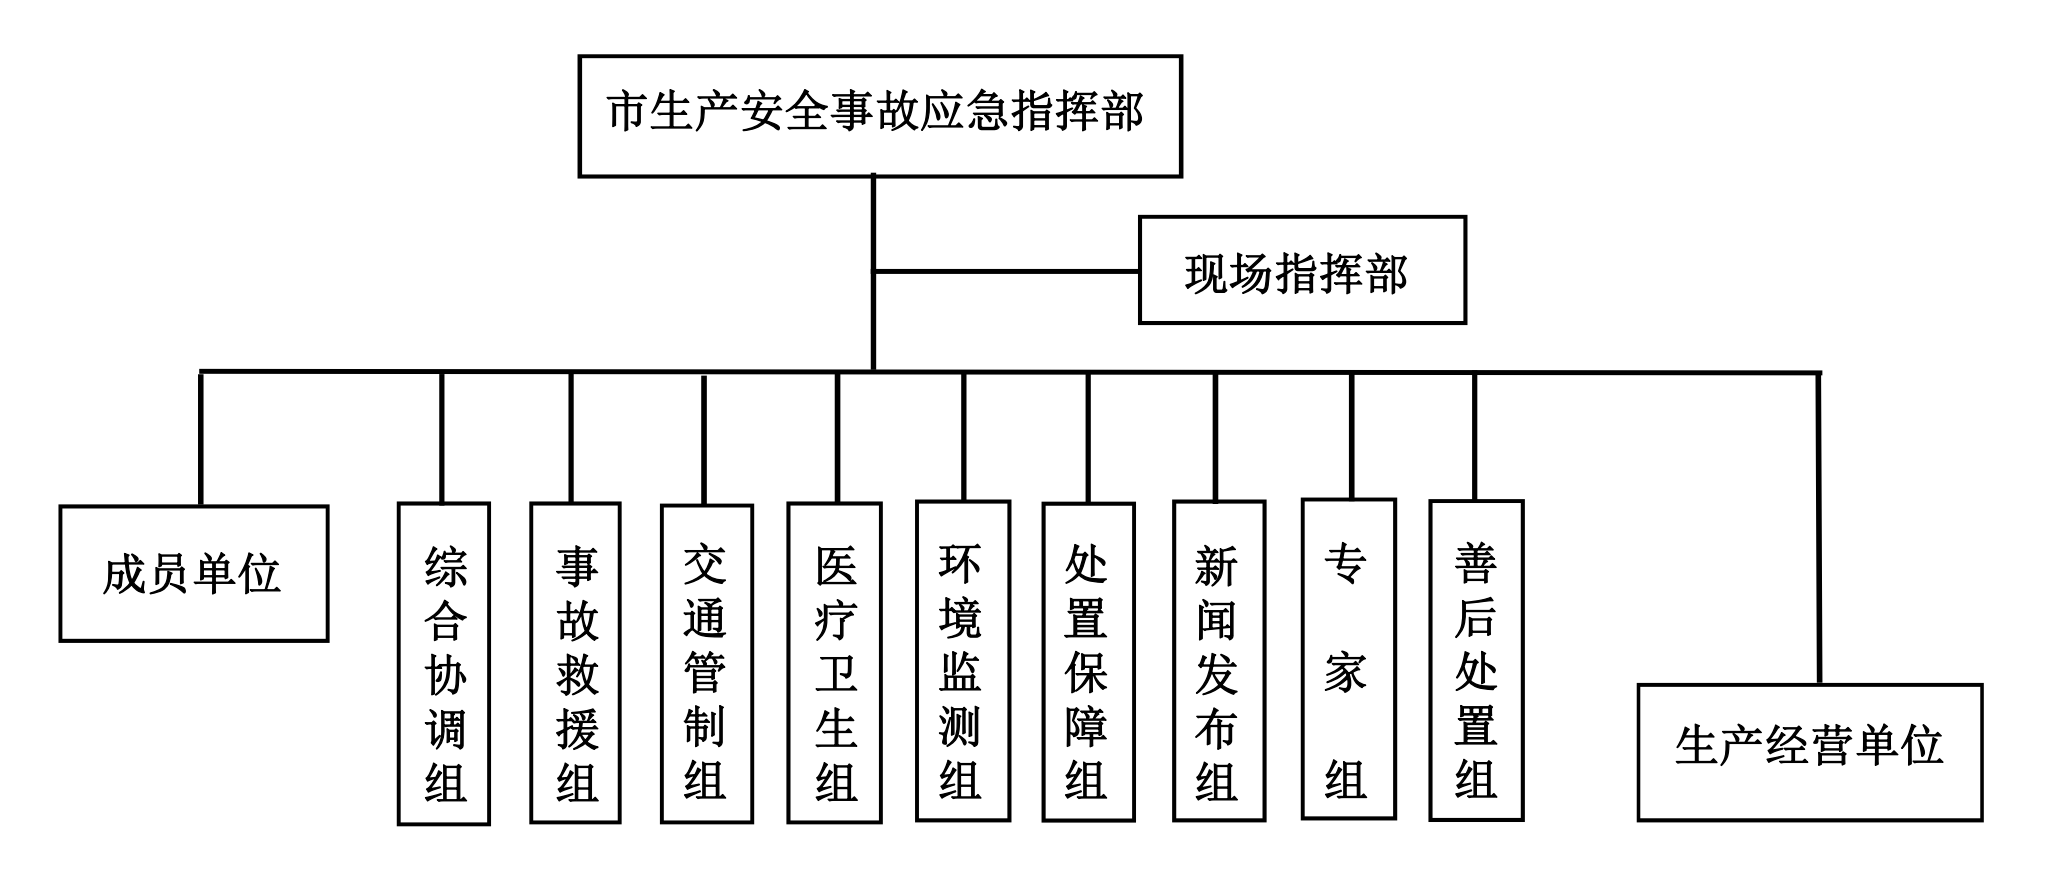 市生产安全事故应急指挥部
现场指挥部
成员单位
综合协调组
事故救援组
交通管制组
医疗卫生组
环境监测组
处置保障组
新闻发布组
专家组
善后处置组
生产经营单位